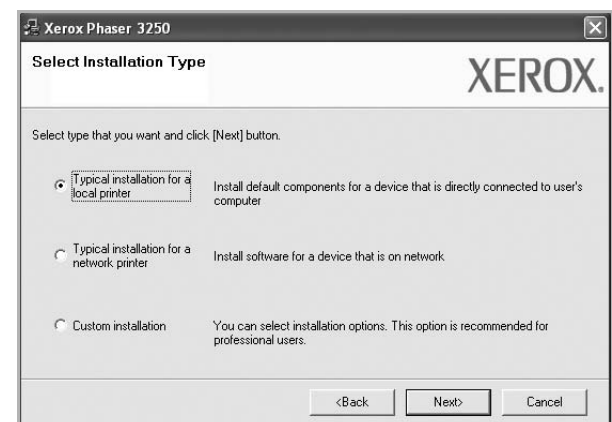 Xerox Phaser 3250
Select Installation Type
XEROX.
Select type that you want and click [Next] button.
Typical installation for a
local printer
Install default components for a device that is directly connected to user's
computer
Typical installation for a
network printer
Install software for a device that is on network
Custom installation
You can select installation options. This option is recommended for
professional users.
<Back
Next>
Cancel